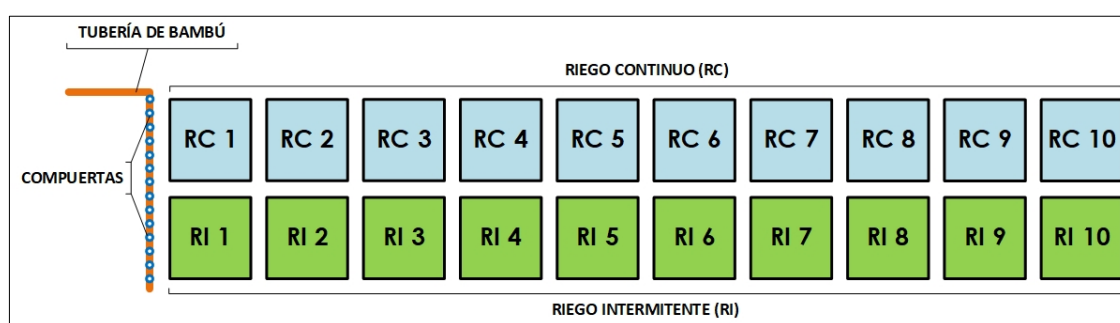 TUBERÍA DE BAMBÚ
RIEGO CONTINUO (RC)
RC 1 RC 2 RC 3 RC 4 RC 5 RC 6 RC 7 RC 8 RC 9 RC 10
COMPUERTAS
RI 1 RI 2 RI 3 RI 4 RI 5 RI 6 RI 7 RI 8 RI 9 RI 10
RIEGO INTERMITENTE (RI)